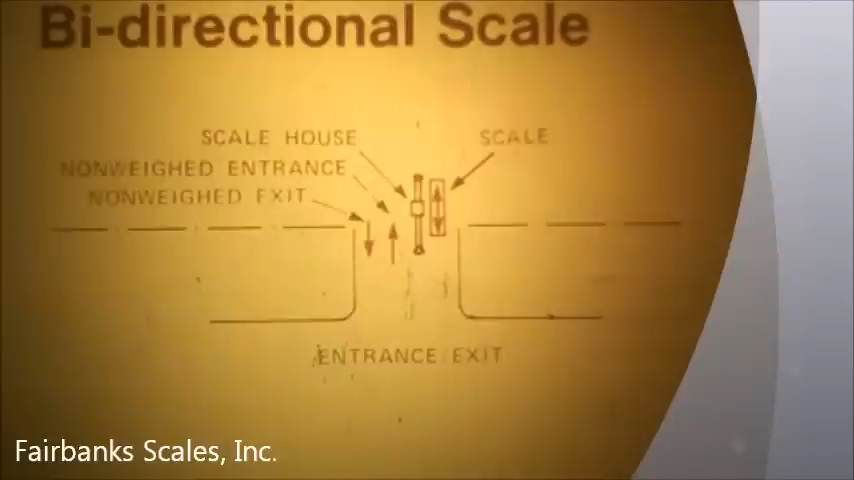 Bi-directional Scale
SCALE HOUSE
SCALE
NONWEIGHED ENTRANCE
NONWEIGHED EXIT
ENTRANCE/EXIT
Fairbanks Scales, Inc.